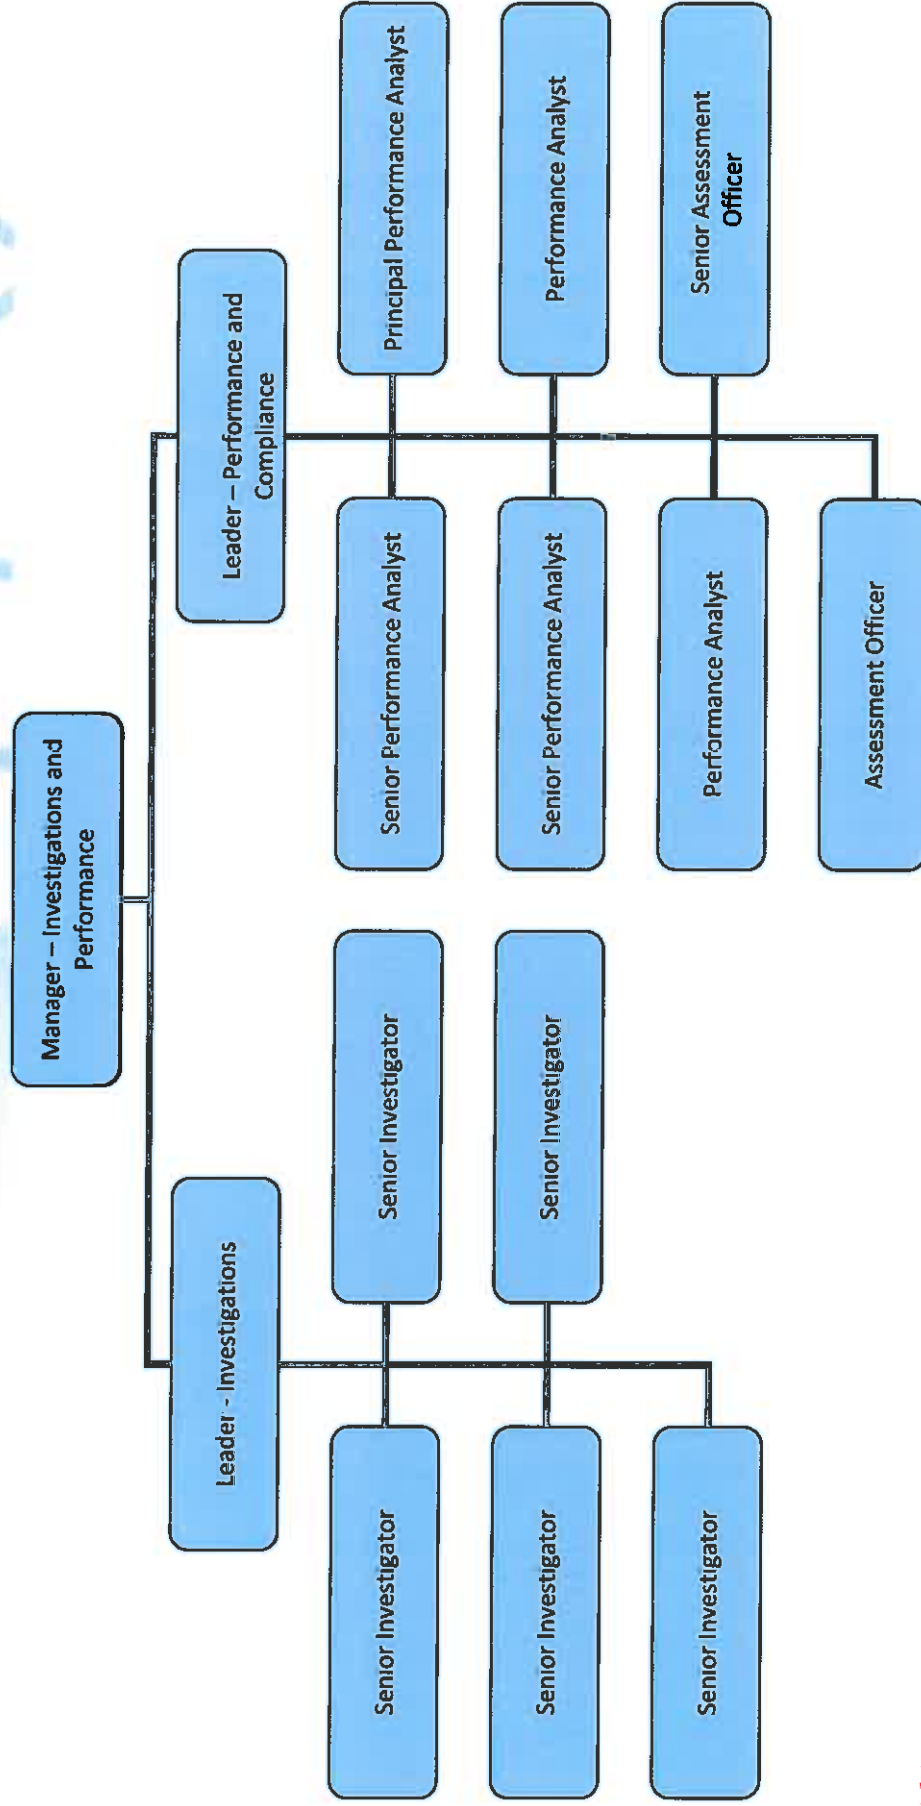 Manager – Investigations and
Performance
Leader - Investigations
Leader – Performance and
Compliance
Senior Investigator
Senior Investigator
Senior Performance Analyst
Principal Performance Analyst
Senior Investigator
Senior Investigator
Senior Performance Analyst
Performance Analyst
Senior Investigator
Performance Analyst
Senior Assessment
Officer
Assessment Officer